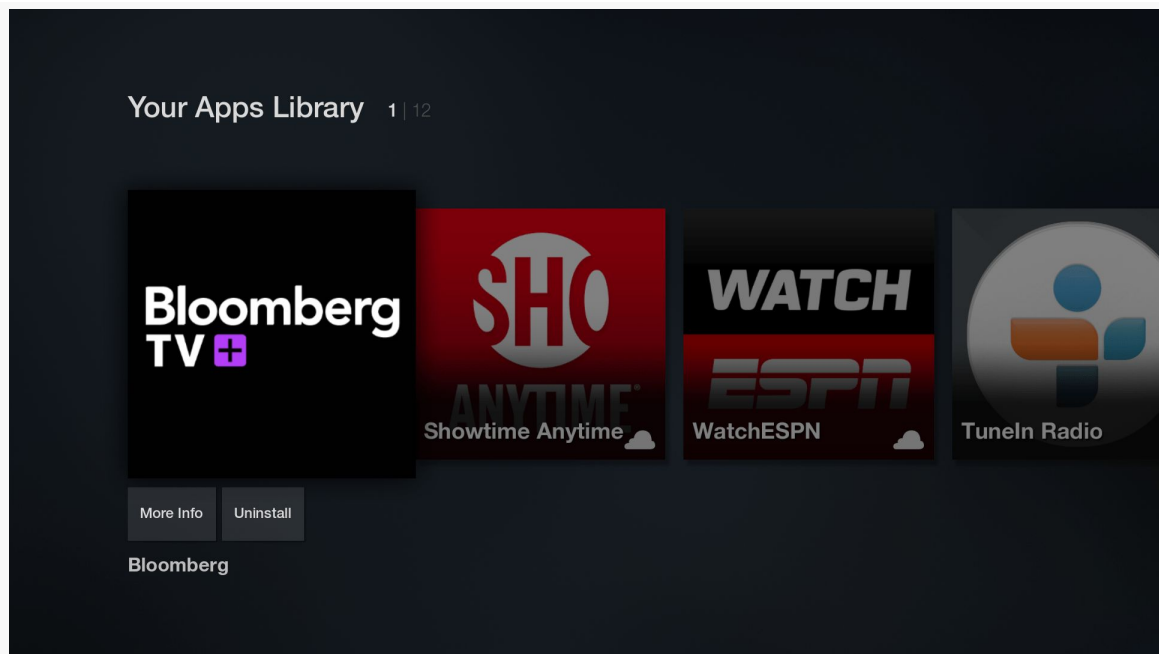 Your Apps Library 1 | 12
Bloomberg
TV+
SHO
ANYTIME
Showtime Anytime
WATCH
ESPN
WatchESPN
TuneIn Radio
More Info
Uninstall
Bloomberg